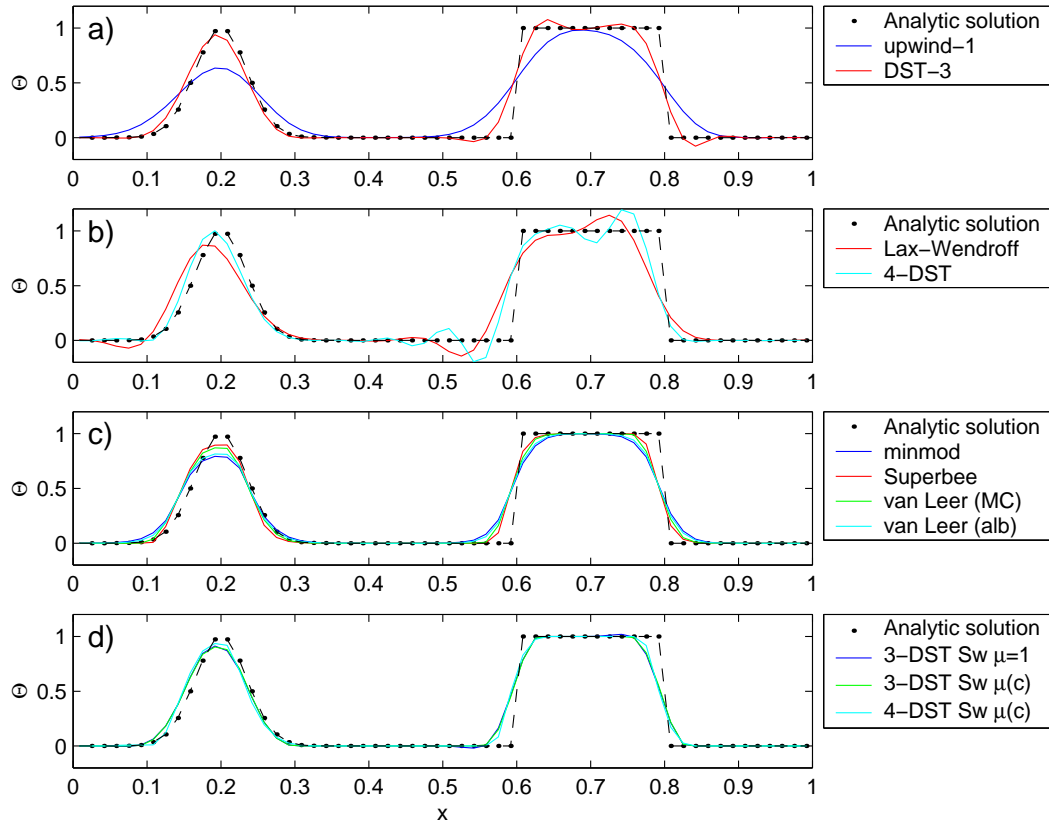 a)
Θ
1
0.5
0
0 0.1 0.2 0.3 0.4 0.5 0.6 0.7 0.8 0.9 1
Analytic solution
upwind−1
DST−3
b)
Θ
1
0.5
0
0 0.1 0.2 0.3 0.4 0.5 0.6 0.7 0.8 0.9 1
Analytic solution
Lax−Wendroff
4−DST
c)
Θ
1
0.5
0
0 0.1 0.2 0.3 0.4 0.5 0.6 0.7 0.8 0.9 1
Analytic solution
minmod
Superbee
van Leer (MC)
van Leer (alb)
d)
Θ
1
0.5
0
0 0.1 0.2 0.3 0.4 0.5 0.6 0.7 0.8 0.9 1
x
Analytic solution
3−DST Sw μ=1
3−DST Sw μ(c)
4−DST Sw μ(c)